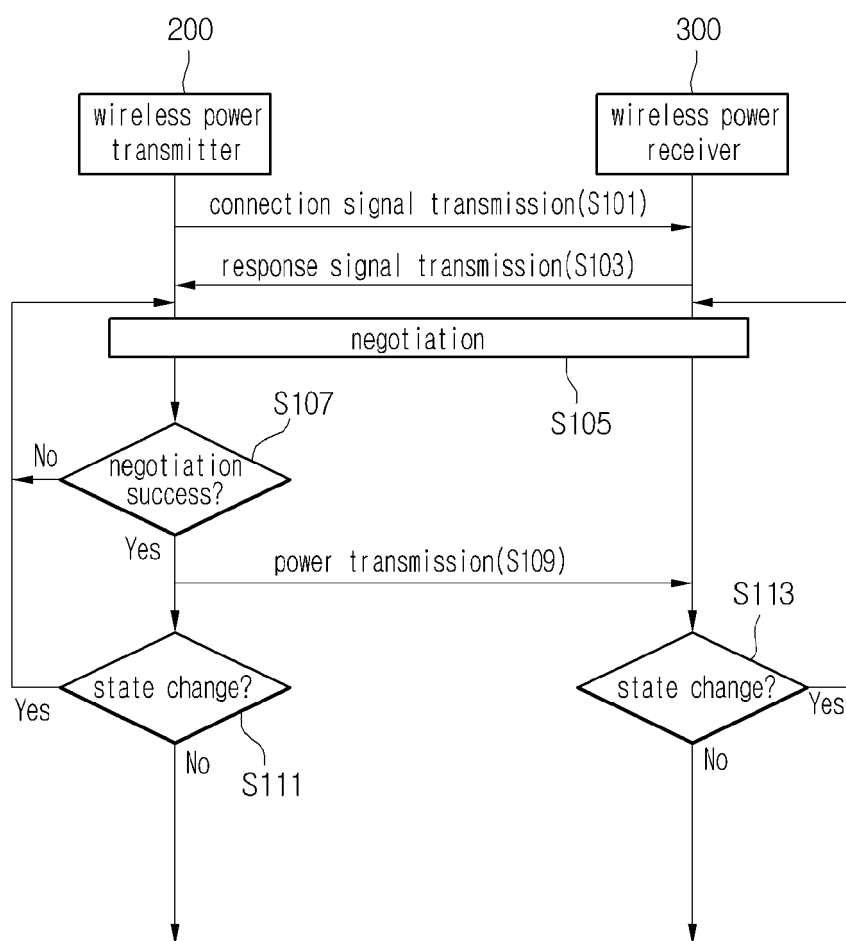 200
300
wireless power
transmitter
wireless power
receiver
connection signal transmission(S101)
response signal transmission(S103)
negotiation
S105
S107
No
negotiation
success?
Yes
power transmission(S109)
S113
state change?
Yes
No
S111
state change?
Yes
No